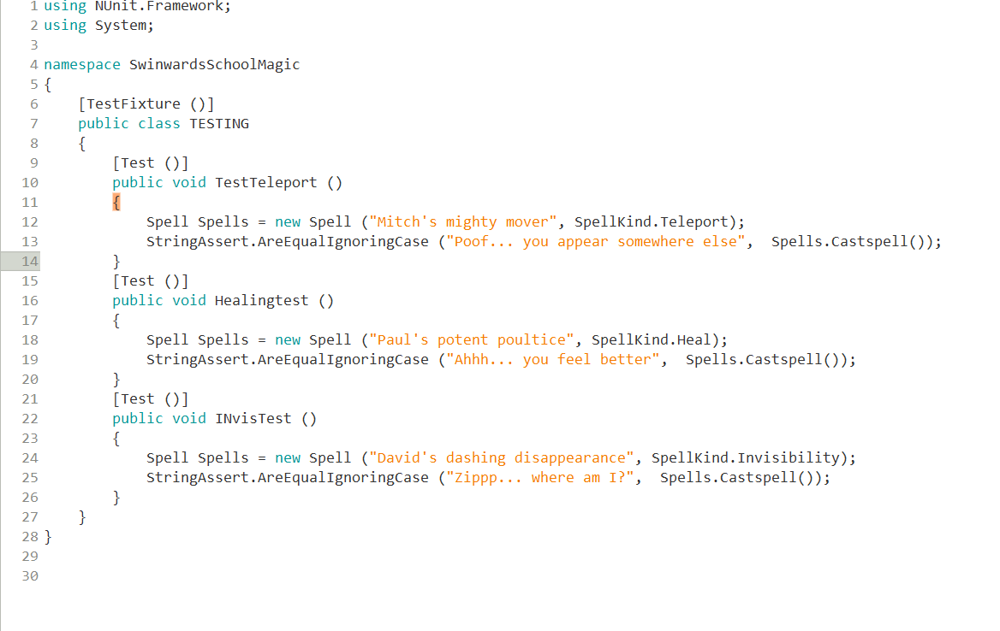 1 using NUnit.Framework;
2 using System;
3
4 namespace SwinwardsSchoolMagic
5 {
6     [TestFixture ()]
7     public class TESTING
8     {
9         [Test ()]
10         public void TestTeleport ()
11         {
12             Spell Spells = new Spell ("Mitch's mighty mover", SpellKind.Teleport);
13             StringAssert.AreEqualIgnoringCase ("Poof... you appear somewhere else",  Spells.Castspell());
14         }
15         [Test ()]
16         public void Healingtest ()
17         {
18             Spell Spells = new Spell ("Paul's potent poultice", SpellKind.Heal);
19             StringAssert.AreEqualIgnoringCase ("Ahhh... you feel better",  Spells.Castspell());
20         }
21         [Test ()]
22         public void INvisTest ()
23         {
24             Spell Spells = new Spell ("David's dashing disappearance", SpellKind.Invisibility);
25             StringAssert.AreEqualIgnoringCase ("Zippp... where am I?",  Spells.Castspell());
26         }
27     }
28 }
29
30